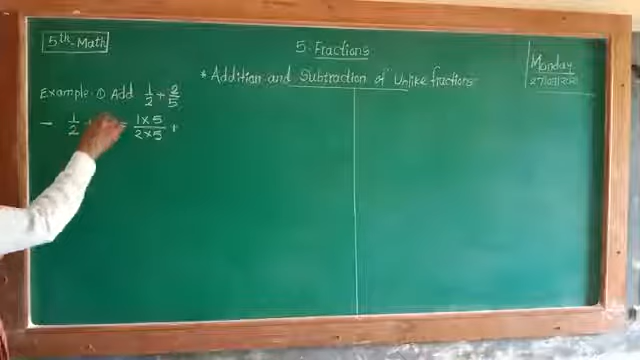 5th-Math
5. Fractions
Monday
* Addition and Subtraction of Unlike fractions
Example ① Add 1/2 + 2/5
→ 1/2 + = 1×5/2×5 +